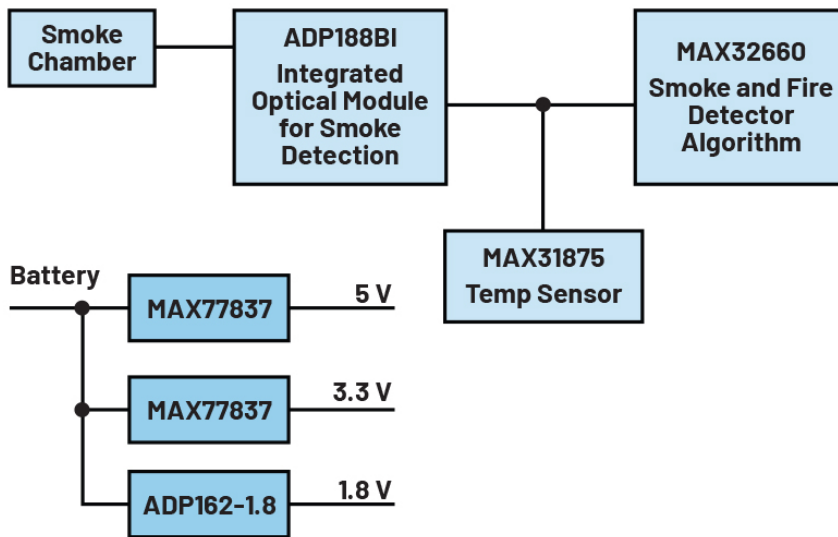 Smoke
Chamber
ADP188BI
Integrated
Optical Module
for Smoke
Detection
MAX32660
Smoke and Fire
Detector
Algorithm
MAX31875
Temp Sensor
Battery
MAX77837
5 V
MAX77837
3.3 V
ADP162-1.8
1.8 V